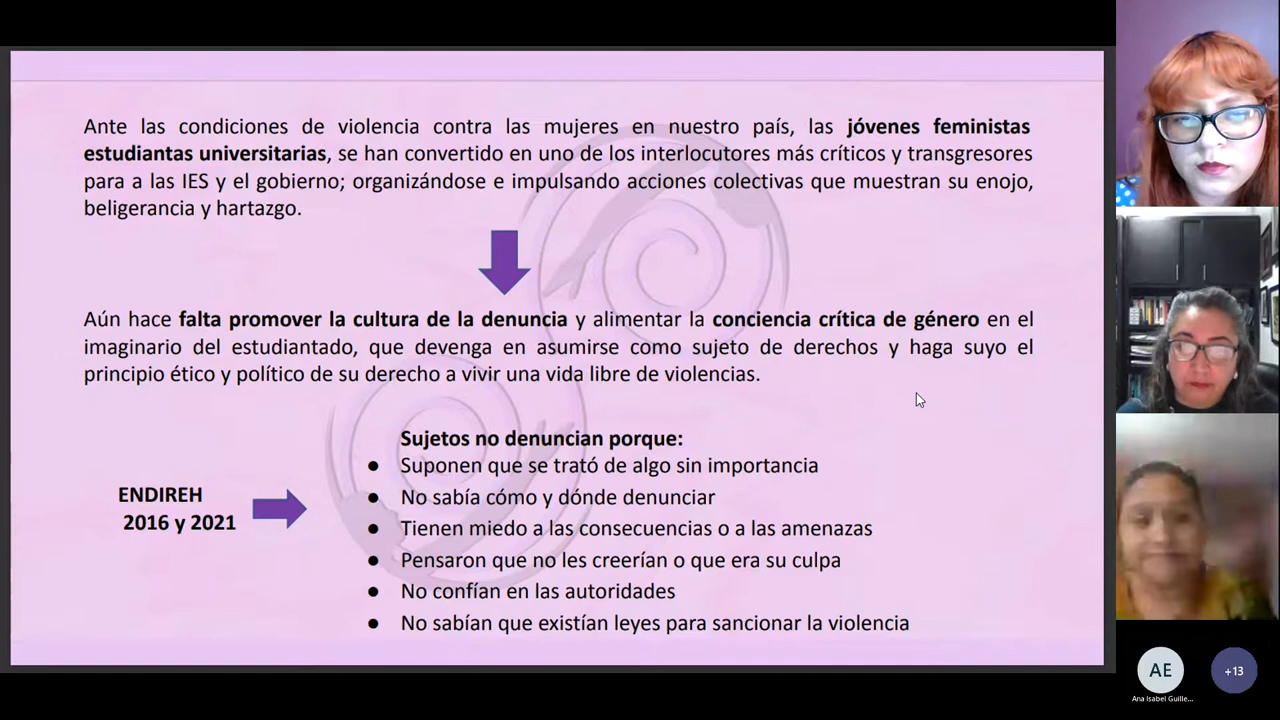 Ante las condiciones de violencia contra las mujeres en nuestro país, las jóvenes feministas
estudiantas universitarias, se han convertido en uno de los interlocutores más críticos y transgresores
para a las IES y el gobierno; organizándose e impulsando acciones colectivas que muestran su enojo,
beligerancia y hartazgo.
Aún hace falta promover la cultura de la denuncia y alimentar la conciencia crítica de género en el
imaginario del estudiantado, que devenga en asumirse como sujeto de derechos y haga suyo el
principio ético y político de su derecho a vivir una vida libre de violencias.
ENDIREH
2016 y 2021
Sujetos no denuncian porque:
● Suponen que se trató de algo sin importancia
● No sabía cómo y dónde denunciar
● Tienen miedo a las consecuencias o a las amenazas
● Pensaron que no les creerían o que era su culpa
● No confían en las autoridades
● No sabían que existían leyes para sancionar la violencia
AE
Ana Isabel Guille...
+13